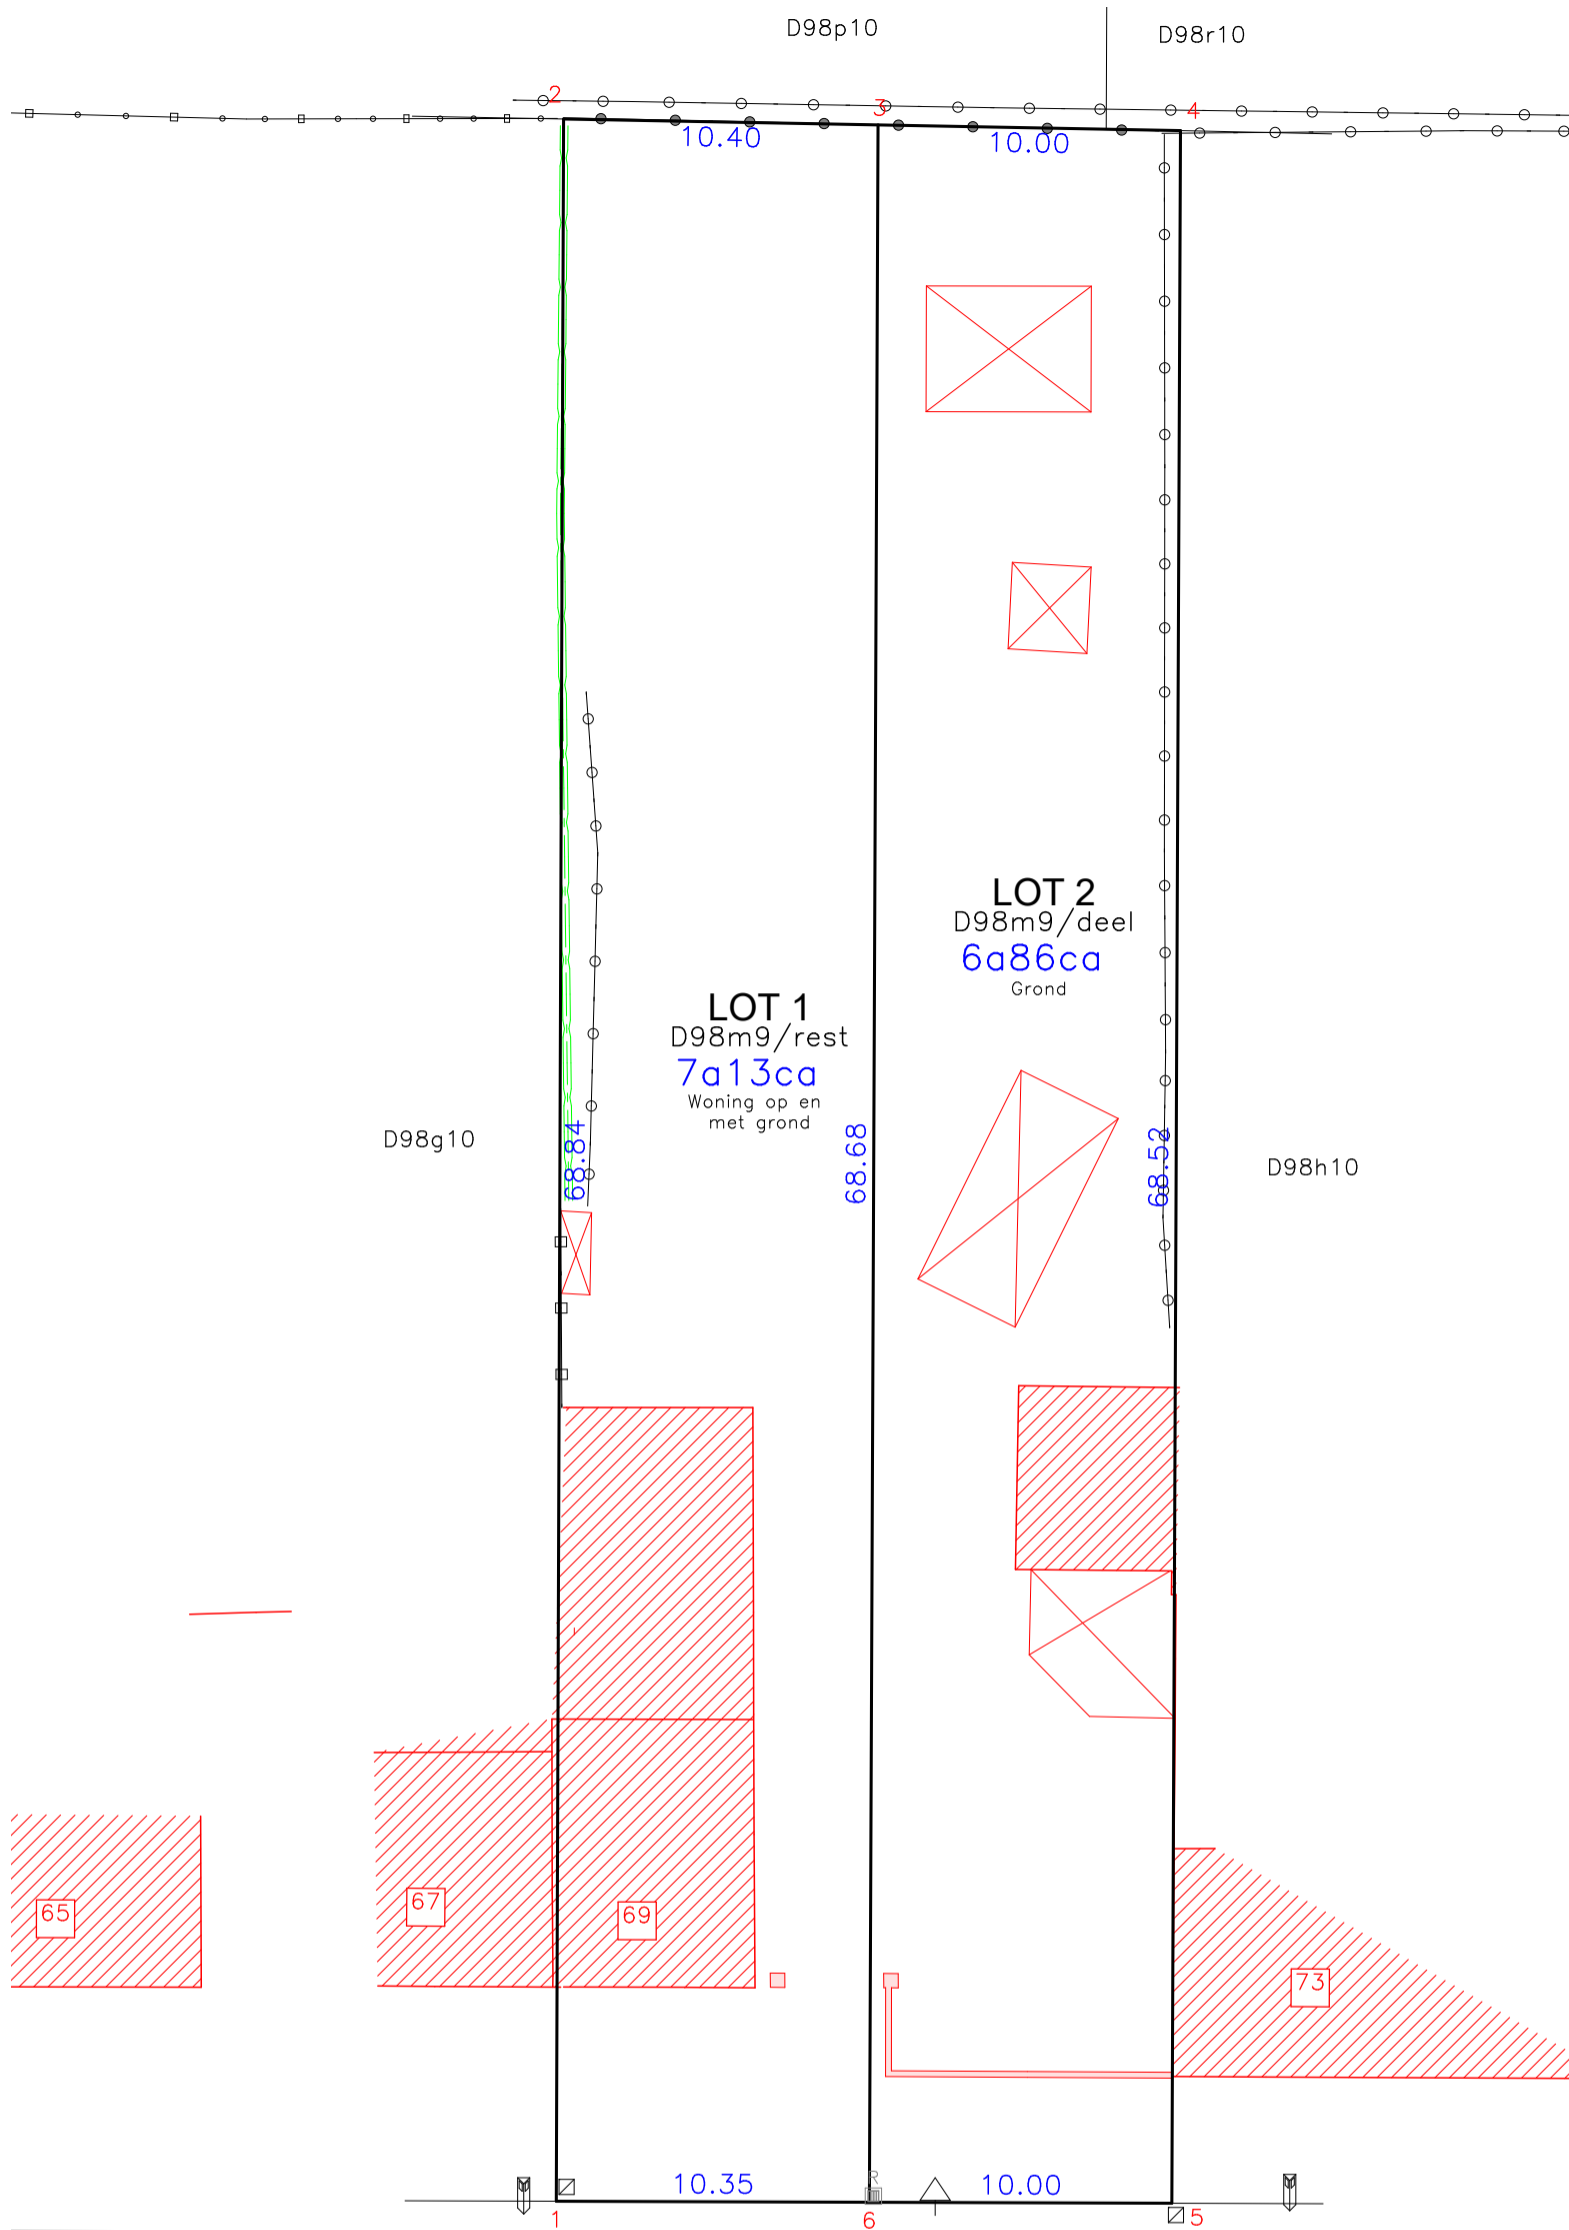 D98p10
D98r10
2
3
4
10.40
10.00
LOT 2
D98m9/deel
6a86ca
Grond
LOT 1
D98m9/rest
7a13ca
Woning op en
met grond
D98g10
68.84
68.68
68.52
D98h10
65
67
69
73
10.35
R
10.00
1
6
5